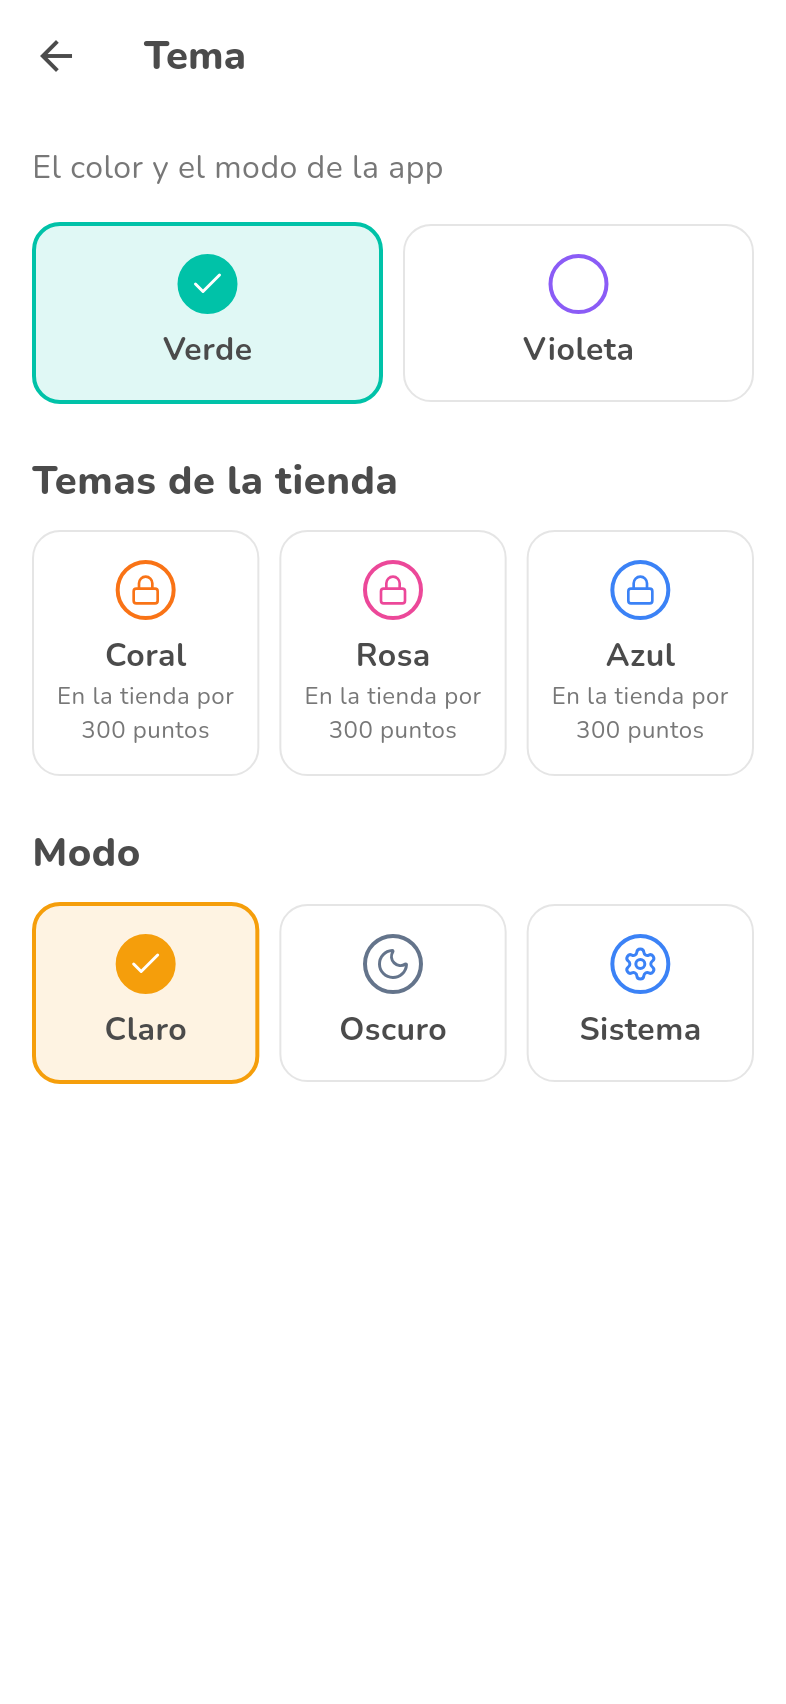 Tema
El color y el modo de la app
Verde
Violeta
Temas de la tienda
Coral
En la tienda por
300 puntos
Rosa
En la tienda por
300 puntos
Azul
En la tienda por
300 puntos
Modo
Claro
Oscuro
Sistema